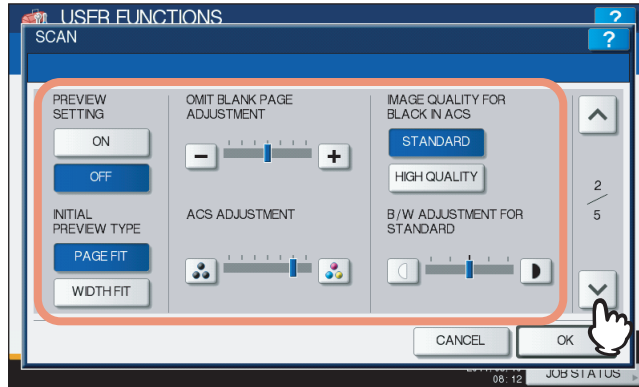 USER FUNCTIONS
?
SCAN
?
PREVIEW
SETTING
ON
OFF
INITIAL
PREVIEW TYPE
PAGE FIT
WIDTH FIT
OMIT BLANK PAGE
ADJUSTMENT
ACS ADJUSTMENT
IMAGE QUALITY FOR
BLACK IN ACS
STANDARD
HIGH QUALITY
B/W ADJUSTMENT FOR
STANDARD
2
5
CANCEL
OK
08: 12
JOB STATUS